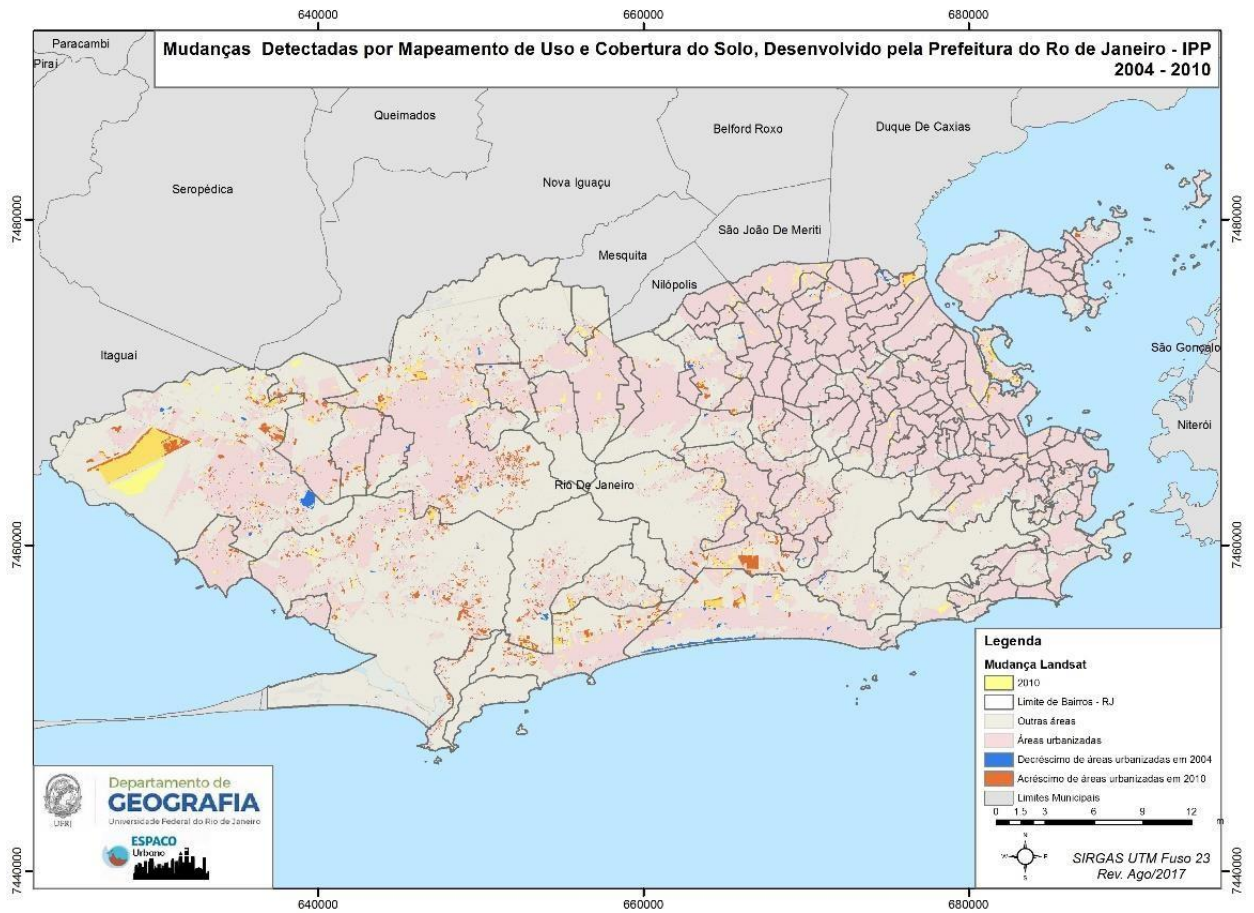 640000 660000 680000
Mudanças Detectadas por Mapeamento de Uso e Cobertura do Solo, Desenvolvido pela Prefeitura do Rio de Janeiro - IPP
2004 - 2010
Paracambi
Piraí
Queimados
Belford Roxo
Duque De Caxias
Seropédica
Nova Iguaçu
7480000
7480000
São João De Meriti
Mesquita
Nilópolis
Itaguaí
São Gonçalo
Niterói
Rio De Janeiro
7460000
7460000
Legenda
Mudança Landsat
2010
Limite de Bairros - RJ
Outras áreas
Áreas urbanizadas
Decréscimo de áreas urbanizadas em 2004
Acréscimo de áreas urbanizadas em 2010
Limites Municipais
0 1 5 3 6 9 12
m
N
W E
S
SIRGAS UTM Fuso 23
Rev. Ago/2017
UFRJ
Departamento de
GEOGRAFIA
Universidade Federal do Rio de Janeiro
ESPAÇO
Urbano
7440000
7440000
640000 660000 680000